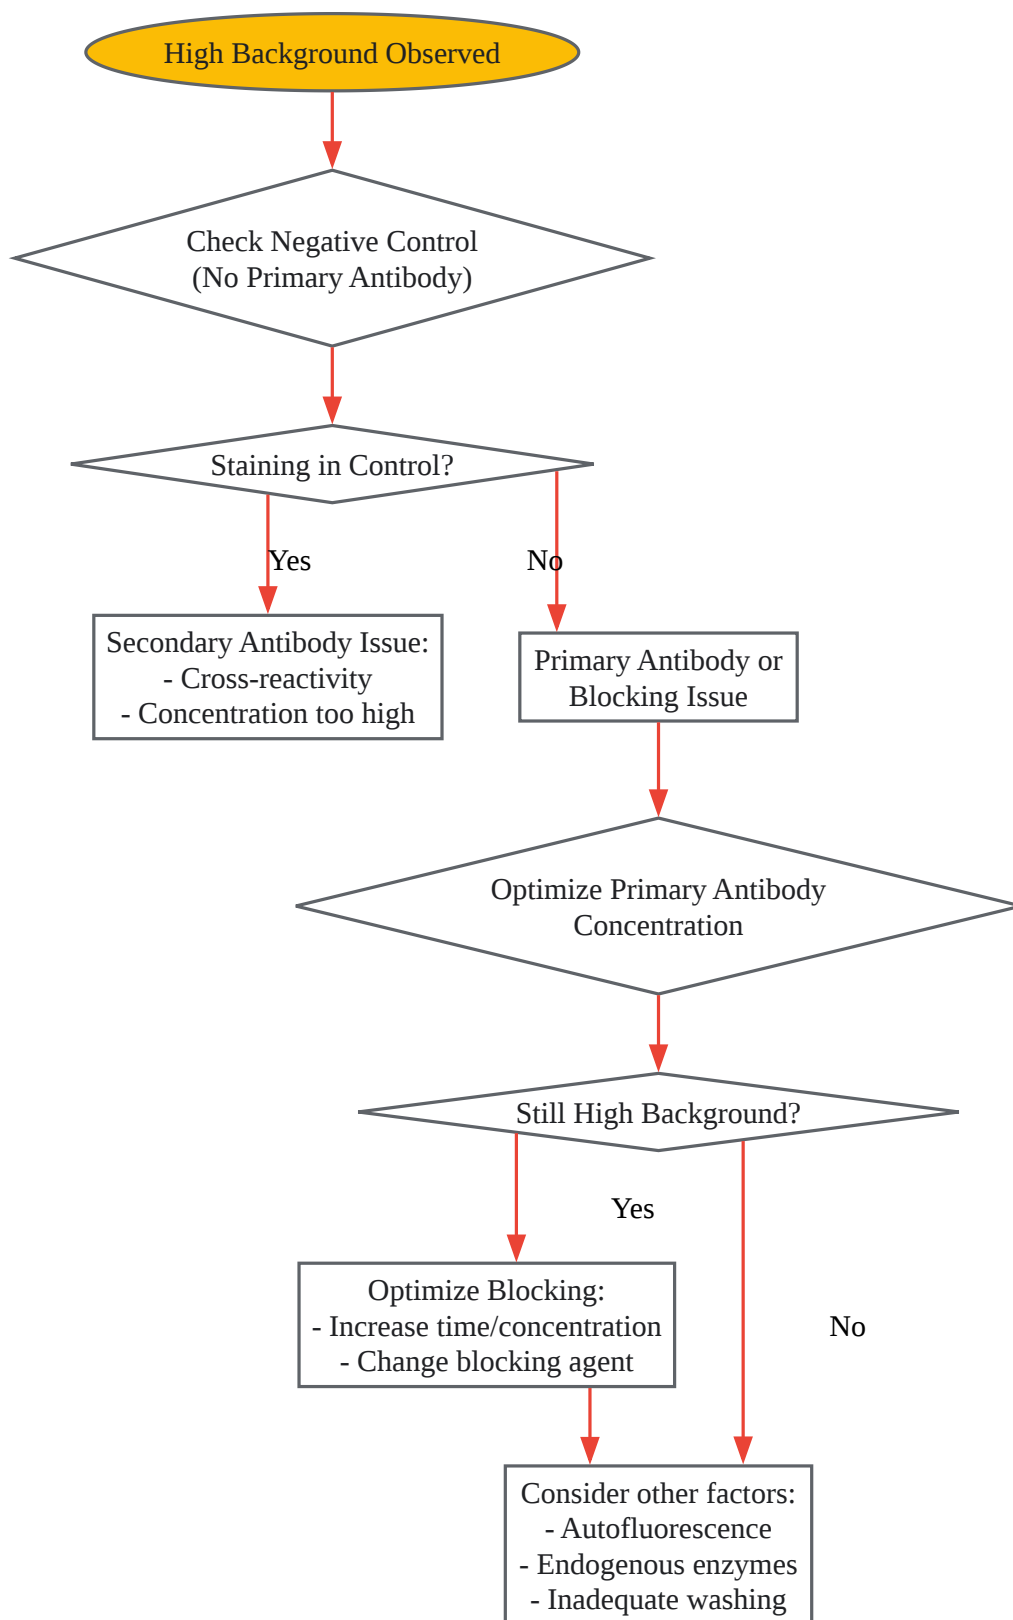 High Background Observed
Check Negative Control
(No Primary Antibody)
Staining in Control?
Yes
No
Secondary Antibody Issue:
- Cross-reactivity
- Concentration too high
Primary Antibody or
Blocking Issue
Optimize Primary Antibody
Concentration
Still High Background?
Yes
No
Optimize Blocking:
- Increase time/concentration
- Change blocking agent
Consider other factors:
- Autofluorescence
- Endogenous enzymes
- Inadequate washing